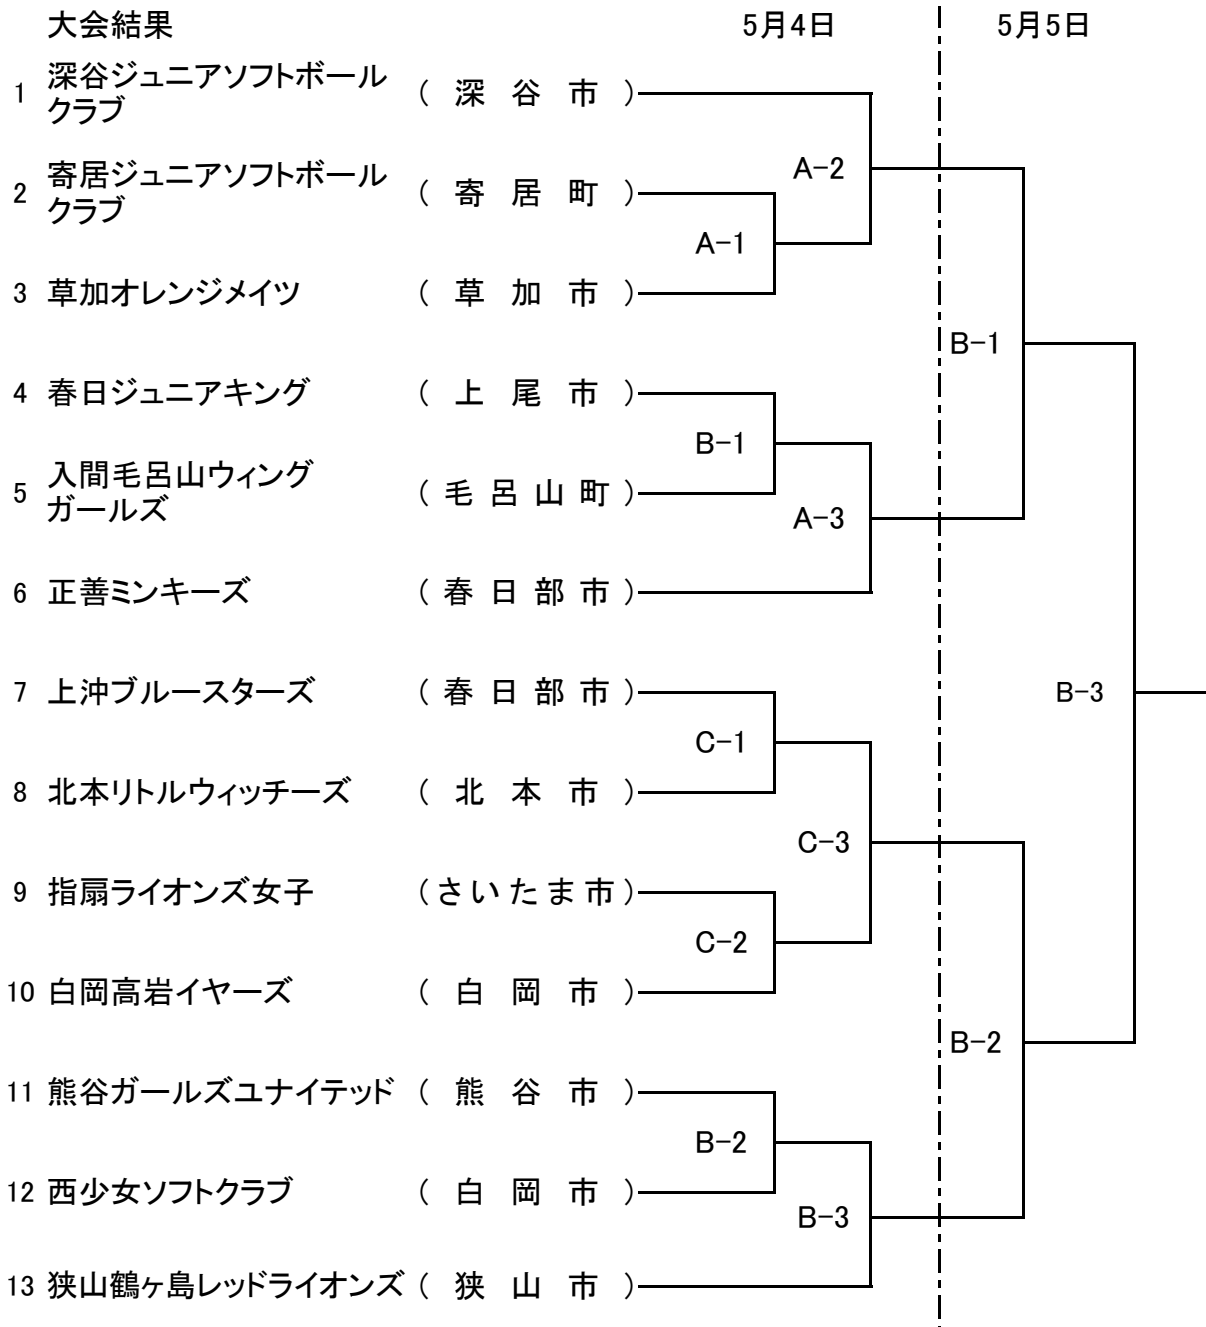 大会結果 5月4日 5月5日
1 深谷ジュニアソフトボール
クラブ (深谷市)
A-2
2 寄居ジュニアソフトボール
クラブ (寄居町)
A-1
3 草加オレンジメイツ (草加市)
B-1
4 春日ジュニアキング (上尾市)
B-1
5 入間毛呂山ウィング
ガールズ (毛呂山町)
A-3
6 正善ミンキーズ (春日部市)
7 上沖ブルースターズ (春日部市)
B-3
C-1
8 北本リトルウィッチーズ (北本市)
C-3
9 指扇ライオンズ女子 (さいたま市)
C-2
10 白岡高岩イヤーズ (白岡市)
B-2
11 熊谷ガールズユナイテッド (熊谷市)
B-2
12 西少女ソフトクラブ (白岡市)
B-3
13 狭山鶴ヶ島レッドライオンズ (狭山市)